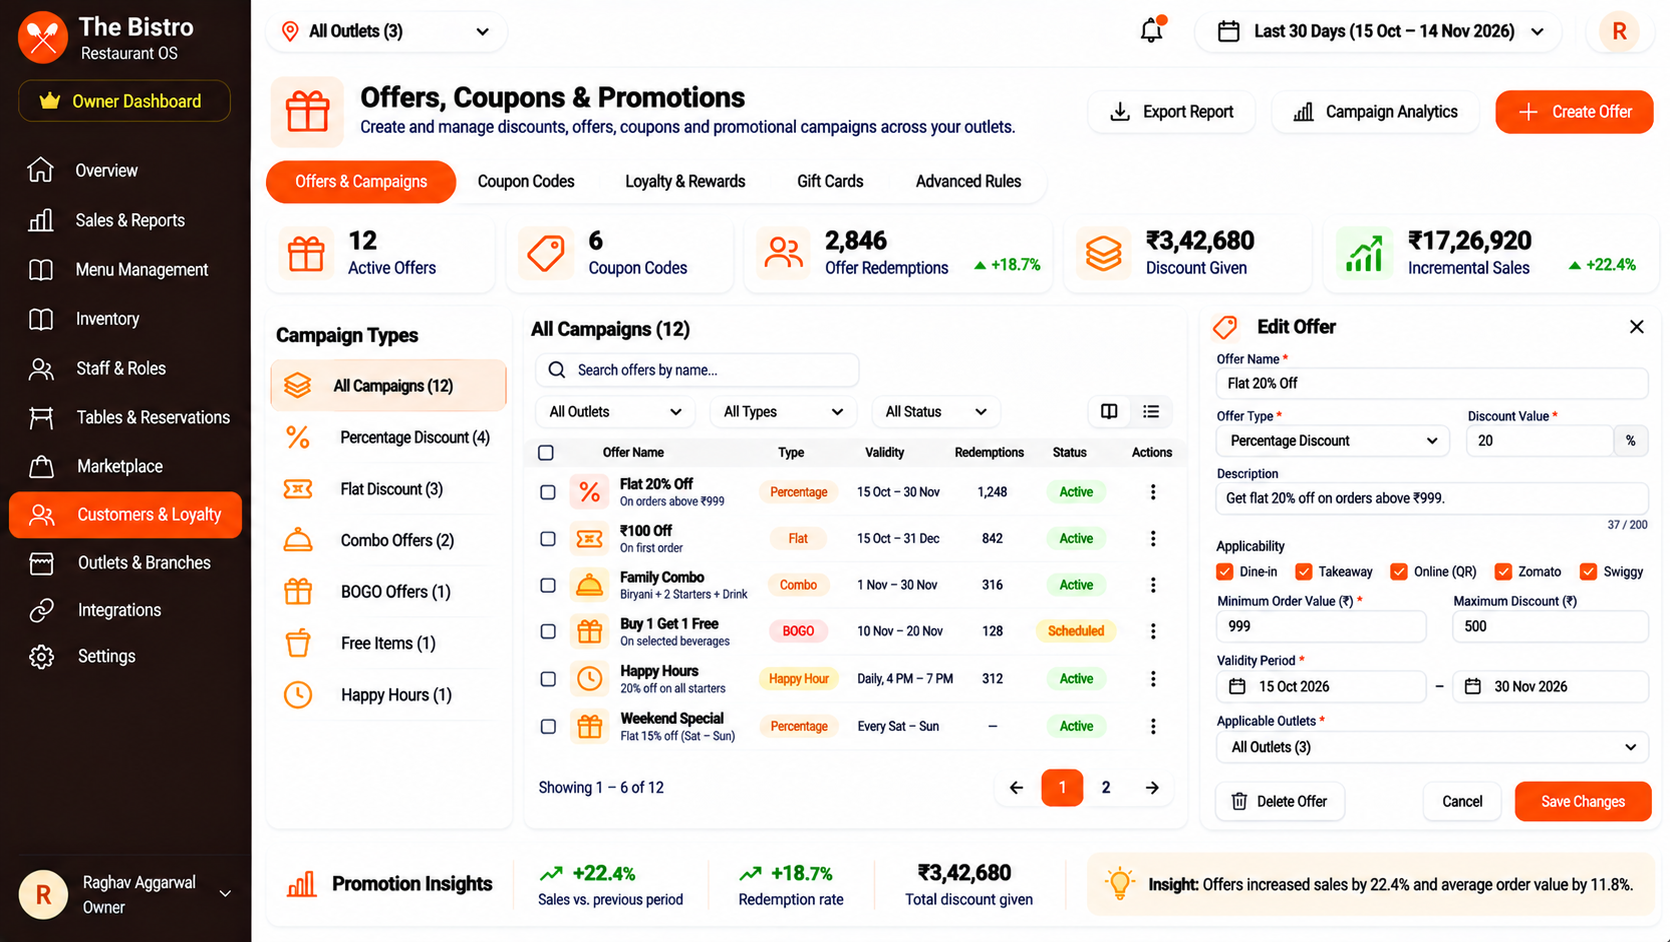 The Bistro
Restaurant OS
Owner Dashboard
Overview
Sales & Reports
Menu Management
Inventory
Staff & Roles
Tables & Reservations
Marketplace
Customers & Loyalty
Outlets & Branches
Integrations
Settings
R
Raghav Aggarwal
Owner
All Outlets (3)
Last 30 Days (15 Oct – 14 Nov 2026)
R
Offers, Coupons & Promotions
Create and manage discounts, offers, coupons and promotional campaigns across your outlets.
Export Report
Campaign Analytics
Create Offer
Offers & Campaigns
Coupon Codes
Loyalty & Rewards
Gift Cards
Advanced Rules
12
Active Offers
6
Coupon Codes
2,846
Offer Redemptions
+18.7%
₹3,42,680
Discount Given
₹17,26,920
Incremental Sales
+22.4%
Campaign Types
All Campaigns (12)
Percentage Discount (4)
Flat Discount (3)
Combo Offers (2)
BOGO Offers (1)
Free Items (1)
Happy Hours (1)
All Campaigns (12)
Search offers by name...
All Outlets
All Types
All Status
Offer Name Type Validity Redemptions Status Actions
Flat 20% Off
On orders above ₹999
Percentage 15 Oct – 30 Nov 1,248 Active
₹100 Off
On first order
Flat 15 Oct – 31 Dec 842 Active
Family Combo
Biryani + 2 Starters + Drink
Combo 1 Nov – 30 Nov 316 Active
Buy 1 Get 1 Free
On selected beverages
BOGO 10 Nov – 20 Nov 128 Scheduled
Happy Hours
20% off on all starters
Happy Hour Daily, 4 PM – 7 PM 312 Active
Weekend Special
Flat 15% off (Sat – Sun)
Percentage Every Sat – Sun – Active
Showing 1 – 6 of 12
1
2
Edit Offer
Offer Name *
Flat 20% Off
Offer Type * Discount Value *
Percentage Discount 20 %
Description
Get flat 20% off on orders above ₹999.
37 / 200
Applicability
Dine-in Takeaway Online (QR) Zomato Swiggy
Minimum Order Value (₹) * Maximum Discount (₹)
999 500
Validity Period *
15 Oct 2026 – 30 Nov 2026
Applicable Outlets *
All Outlets (3)
Delete Offer
Cancel
Save Changes
Promotion Insights
+22.4%
Sales vs. previous period
+18.7%
Redemption rate
₹3,42,680
Total discount given
Insight: Offers increased sales by 22.4% and average order value by 11.8%.